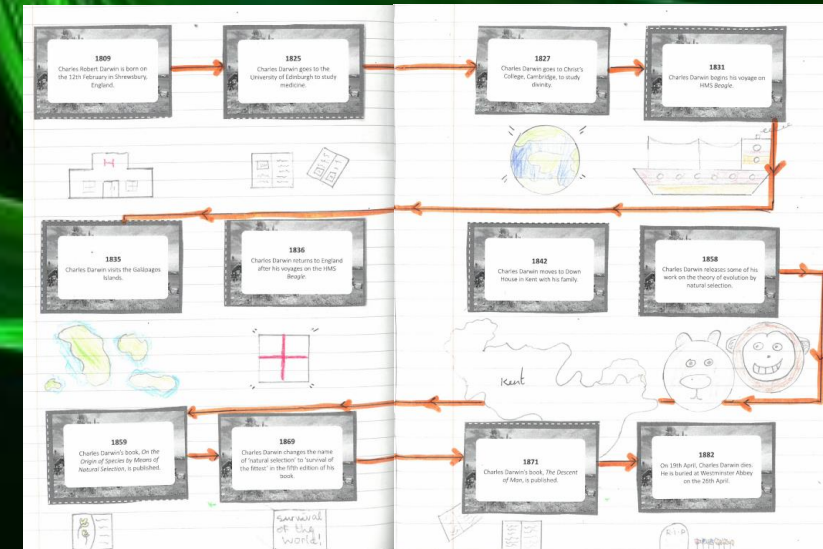 1809
Charles Robert Darwin is born on
the 12th February in Shrewsbury,
England.
1825
Charles Darwin goes to the
University of Edinburgh to study
medicine.
1827
Charles Darwin goes to Christ's
College, Cambridge, to study
divinity.
1831
Charles Darwin begins his voyage on
HMS Beagle.
H
1835
Charles Darwin visits the Galápagos
Islands.
1836
Charles Darwin returns to England
after his voyages on the HMS
Beagle.
1842
Charles Darwin moves to Down
House in Kent with his family.
1858
Charles Darwin releases some of his
work on the theory of evolution by
natural selection.
Kent
1859
Charles Darwin's book, On the
Origin of Species by Means of
Natural Selection, is published.
1869
Charles Darwin changes the name
of 'natural selection' to 'survival of
the fittest' in the fifth edition of his
book.
1871
Charles Darwin's book, The Descent
of Man, is published.
1882
On 19th April, Charles Darwin dies.
He is buried at Westminster Abbey
on the 26th April.
survival
of the
world!
R.I.P